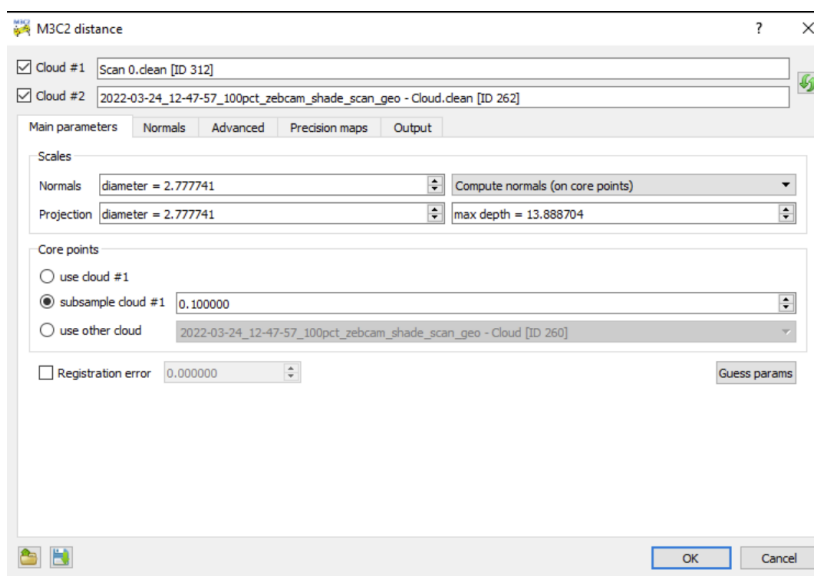 M3C2 M3C2 distance ? ×
Cloud #1 Scan 0.clean [ID 312]
Cloud #2 2022-03-24_12-47-57_100pct_zebcam_shade_scan_geo - Cloud.clean [ID 262]
Main parameters Normals Advanced Precision maps Output
Scales
Normals diameter = 2.777741 Compute normals (on core points)
Projection diameter = 2.777741 max depth = 13.888704
Core points
use cloud #1
subsample cloud #1 0.100000
use other cloud 2022-03-24_12-47-57_100pct_zebcam_shade_scan_geo - Cloud [ID 260]
Registration error 0.000000 Guess params
OK Cancel